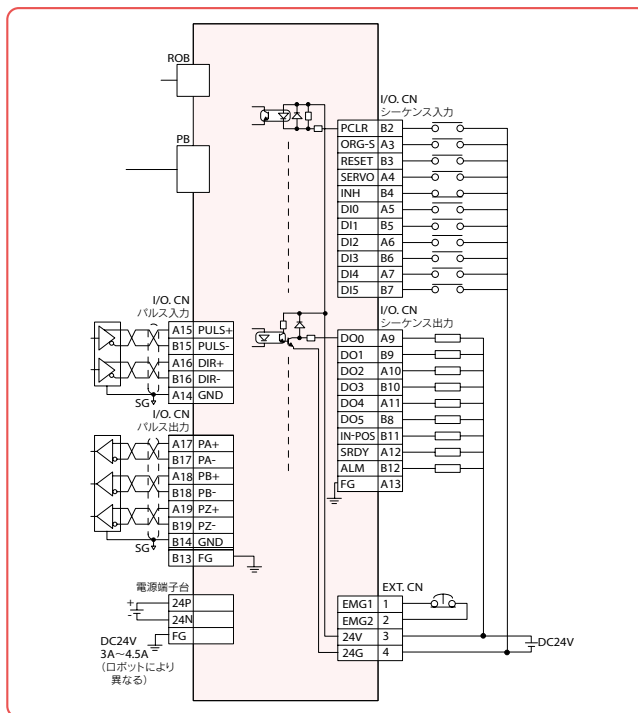 ROB
PB
I/O. CN
シーケンス入力
PCLR B2
ORG-S A3
RESET B3
SERVO A4
INH B4
DI0 A5
DI1 B5
DI2 A6
DI3 B6
DI4 A7
DI5 B7
I/O. CN
パルス入力
A15 PULS+
B15 PULS-
A16 DIR+
B16 DIR-
A14 GND
SG
I/O. CN
シーケンス出力
DO0 A9
DO1 B9
DO2 A10
DO3 B10
DO4 A11
DO5 B8
IN-POS B11
SRDY A12
ALM B12
FG A13
I/O. CN
パルス出力
A17 PA+
B17 PA-
A18 PB+
B18 PB-
A19 PZ+
B19 PZ-
B14 GND
SG
B13 FG
電源端子台
+ 24P
- 24N
FG
DC24V
3A～4.5A
（ロボットにより
異なる）
EXT. CN
EMG1 1
EMG2 2
24V 3
24G 4
DC24V